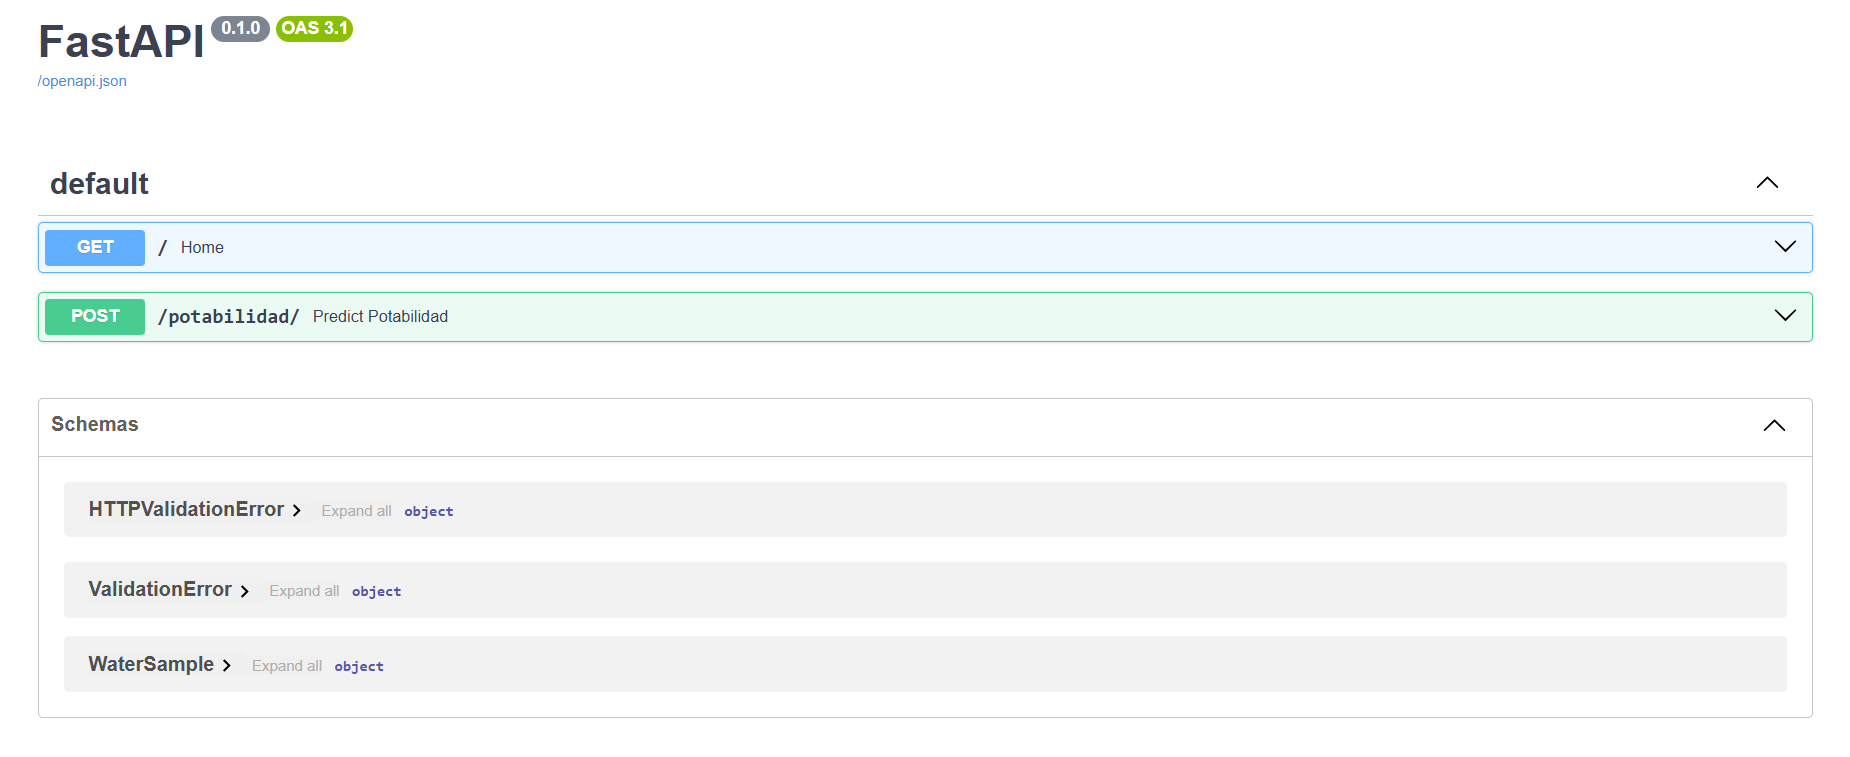 FastAPI 0.1.0 OAS 3.1
/openapi.json
default
GET / Home
POST /potabilidad/ Predict Potabilidad
Schemas
HTTPValidationError Expand all object
ValidationError Expand all object
WaterSample Expand all object